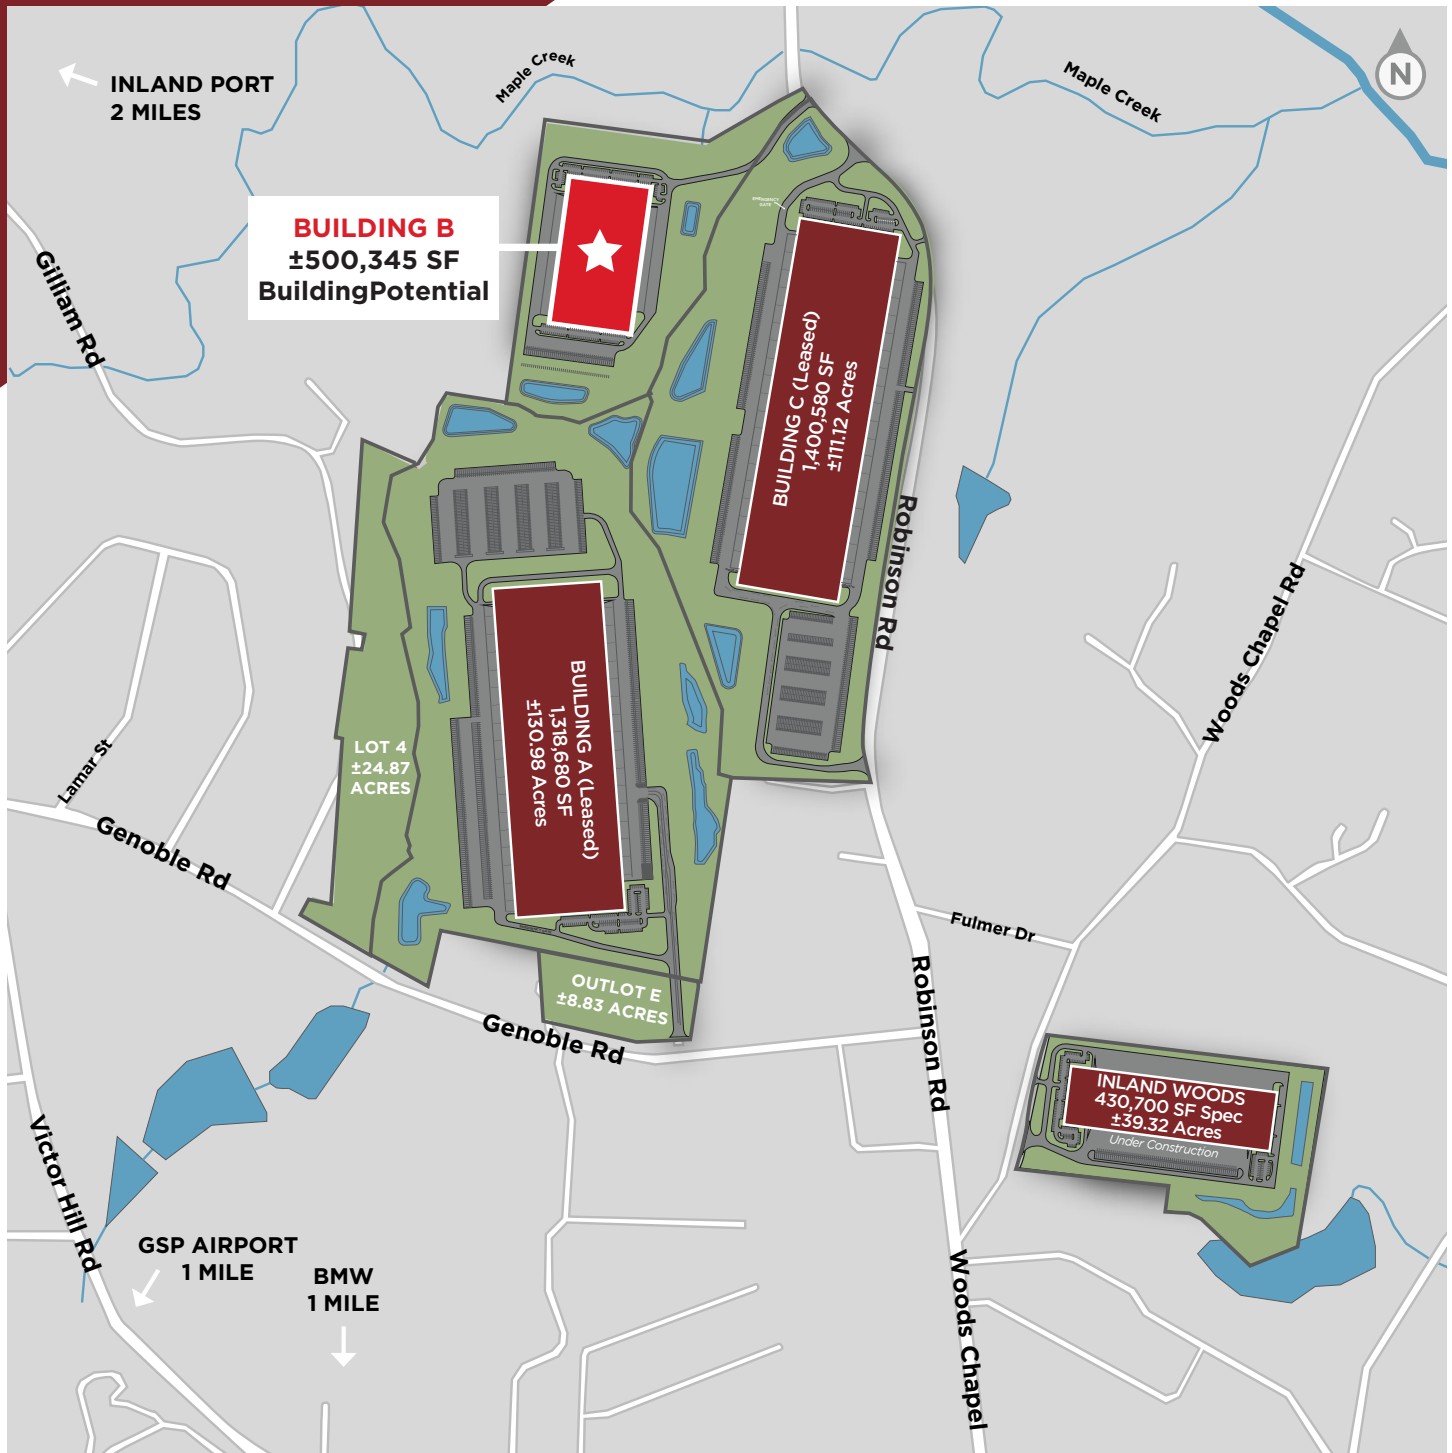 INLAND PORT
2 MILES
Maple Creek
Maple Creek
N
BUILDING B
±500,345 SF
BuildingPotential
EMERGENCY
GATE
Gilliam Rd
BUILDING C (Leased)
1,400,580 SF
±111.12 Acres
Robinson Rd
Woods Chapel Rd
BUILDING A (Leased)
1,318,680 SF
±130.98 Acres
LOT 4
±24.87
ACRES
Lamar St
Genoble Rd
Fulmer Dr
OUTLOT E
±8.83 ACRES
Genoble Rd
Robinson Rd
INLAND WOODS
430,700 SF Spec
±39.32 Acres
Under Construction
Victor Hill Rd
GSP AIRPORT
1 MILE
BMW
1 MILE
Woods Chapel